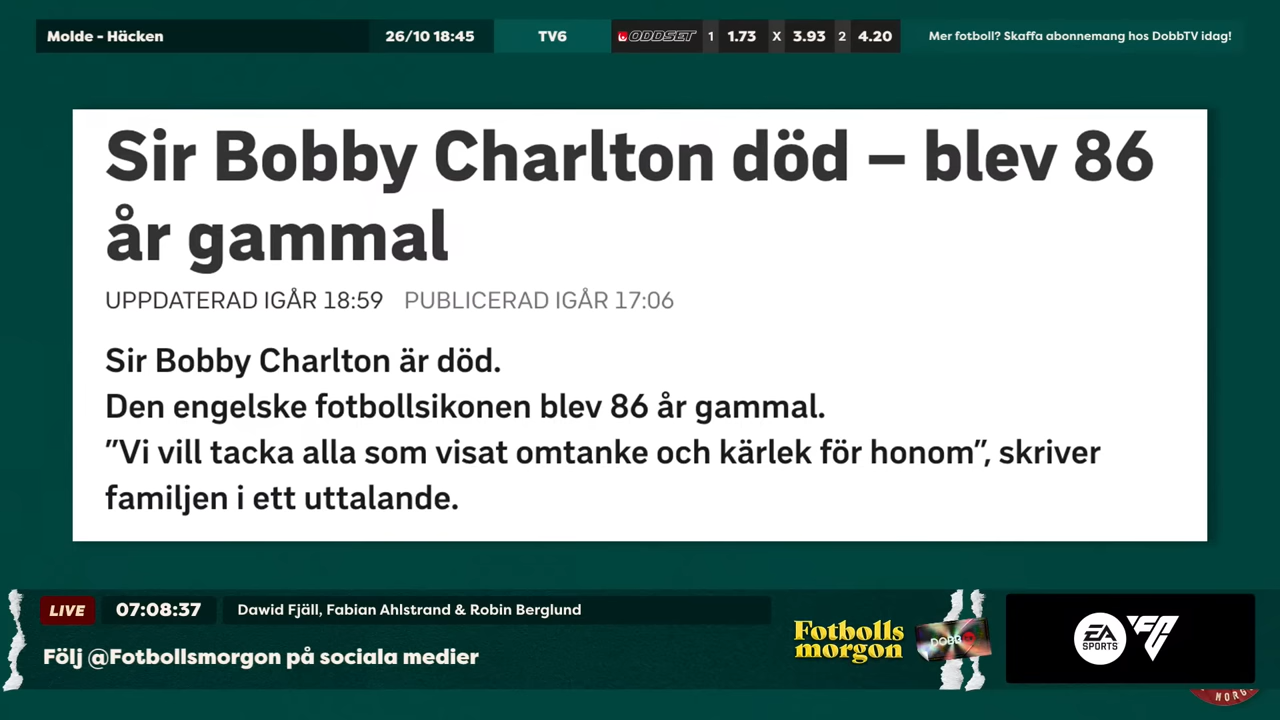 Molde - Häcken 26/10 18:45 TV6 ODDSET 1 1.73 X 3.93 2 4.20 Mer fotboll? Skaffa abonnemang hos DobbTV idag!
Sir Bobby Charlton död – blev 86
år gammal
UPPDATERAD IGÅR 18:59 PUBLICERAD IGÅR 17:06
Sir Bobby Charlton är död.
Den engelske fotbollsikonen blev 86 år gammal.
”Vi vill tacka alla som visat omtanke och kärlek för honom”, skriver
familjen i ett uttalande.
LIVE 07:08:37 Dawid Fjäll, Fabian Ahlstrand & Robin Berglund
Följ @Fotbollsmorgon på sociala medier
Fotbolls
morgon
DOBB
EA
SPORTS
FC